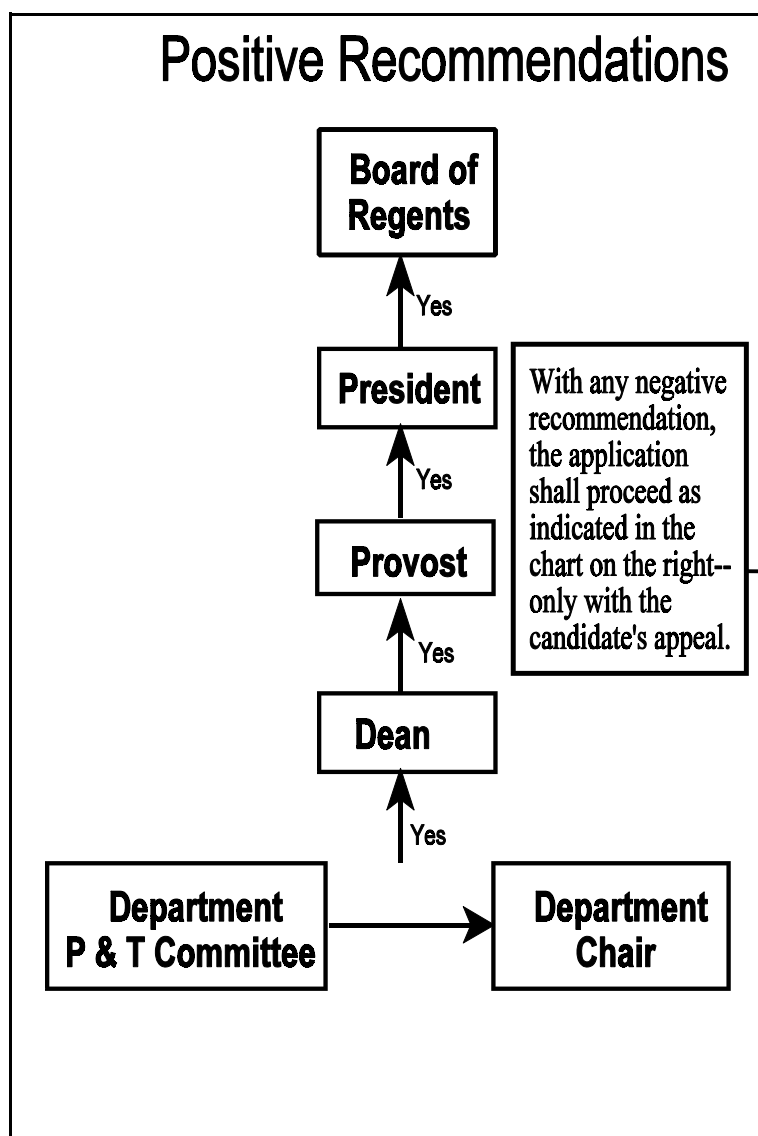 Positive Recommendations
Board of
Regents
Yes
President
With any negative
recommendation,
the application
shall proceed as
indicated in the
chart on the right--
only with the
candidate's appeal.
Yes
Provost
Yes
Dean
Yes
Department
P & T Committee
Department
Chair